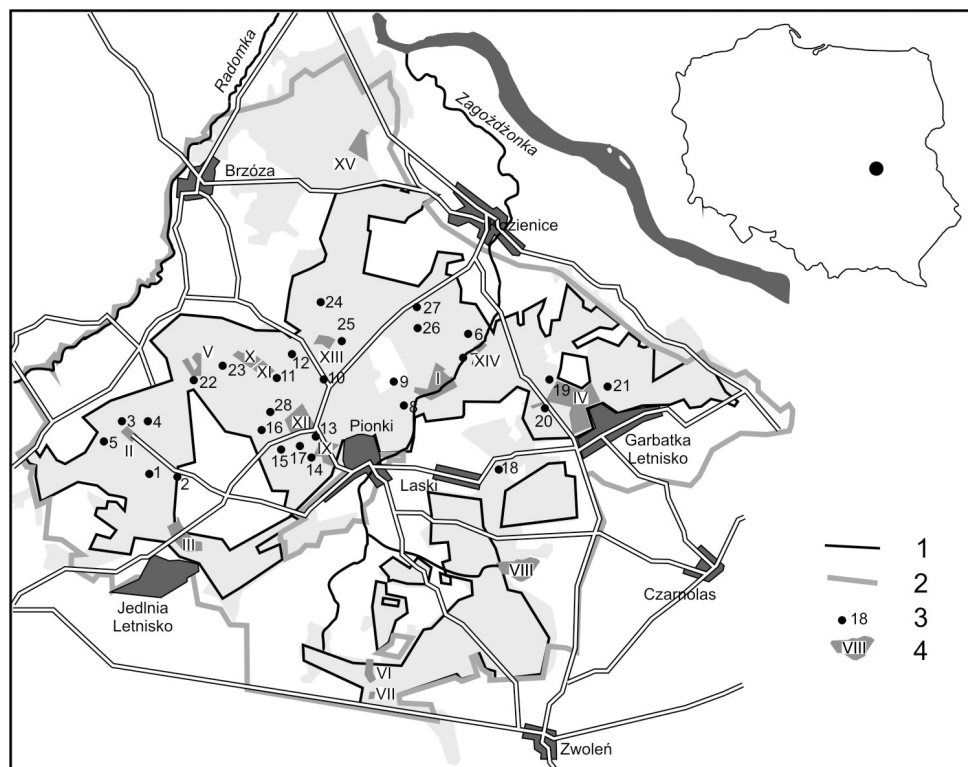 Radomka
Zagożdżonka
XV
Brzóza
Kozienice
24
27
25
26
6
XIII
V
X
XIV
12
23
XI
11
10
22
9
I
19
IV
21
28
8
20
3
4
XII
16
13
Pionki
5
II
IX
Garbatka
Letnisko
15
17
14
18
1
2
Laski
III
VIII
Czarnolas
Jedlnia
Letnisko
VI
VII
Zwoleń
1
2
18
3
VIII
4